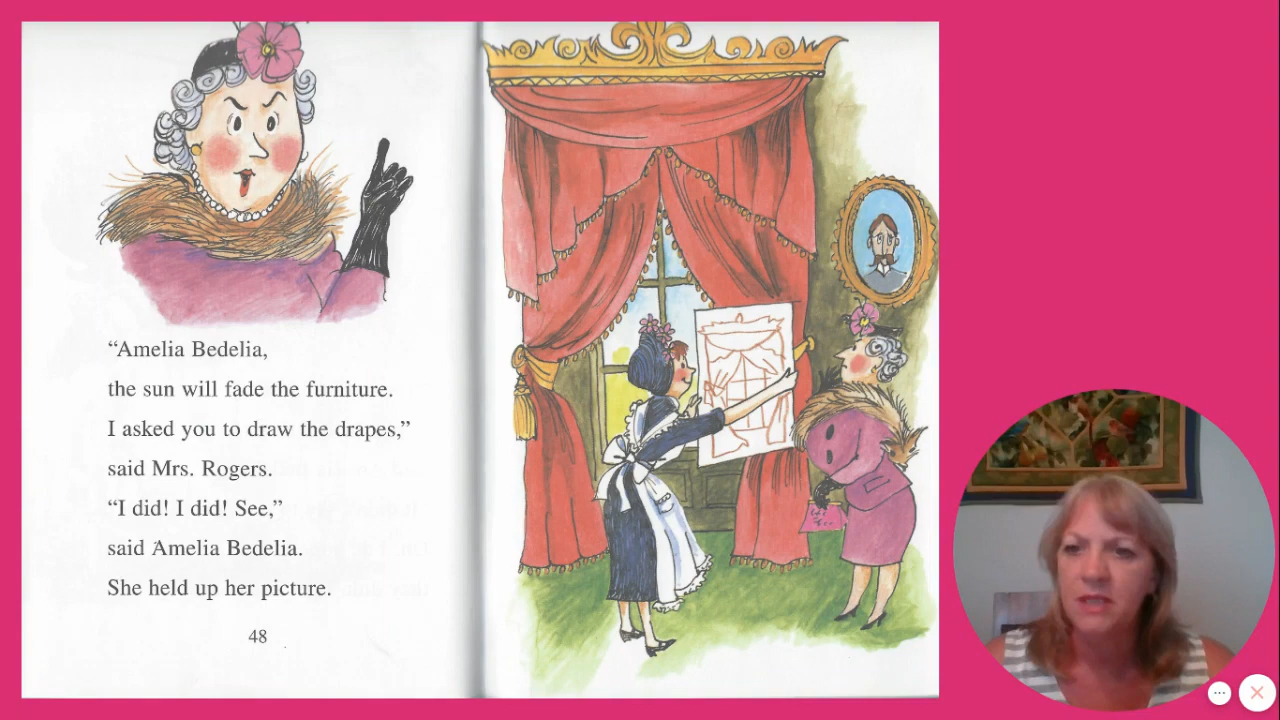 “Amelia Bedelia,
the sun will fade the furniture.
I asked you to draw the drapes,”
said Mrs. Rogers.
“I did! I did! See,”
said Amelia Bedelia.
She held up her picture.
48